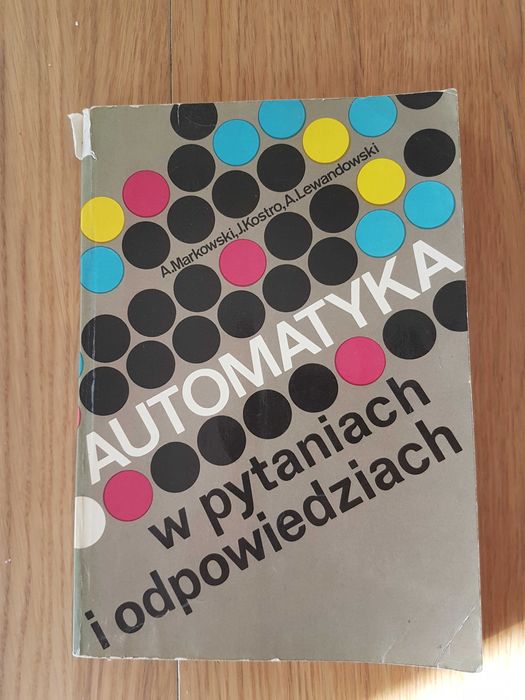 A.Markowski, J.Kostro, A.Lewandowski
AUTOMATYKA
w pytaniach
i odpowiedziach